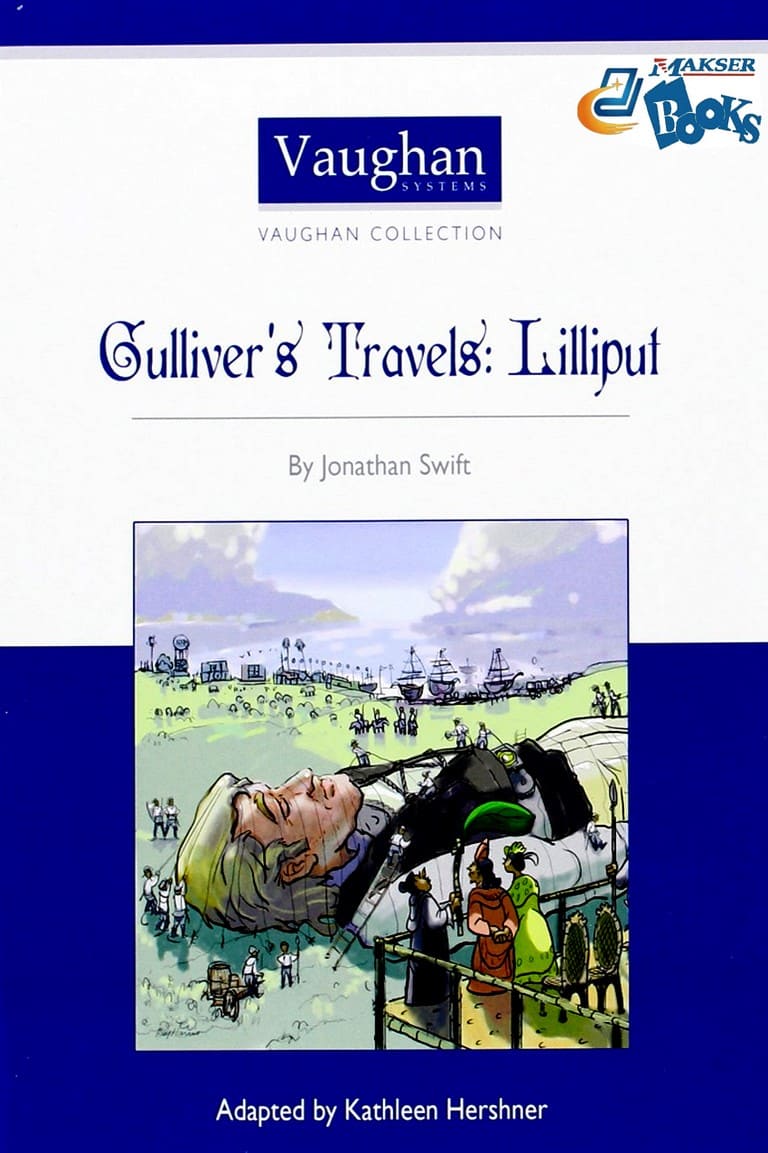 MAKSER
BOOKS
Vaughan
SYSTEMS
VAUGHAN COLLECTION
Gulliver's Travels: Lilliput
By Jonathan Swift
Adapted by Kathleen Hershner